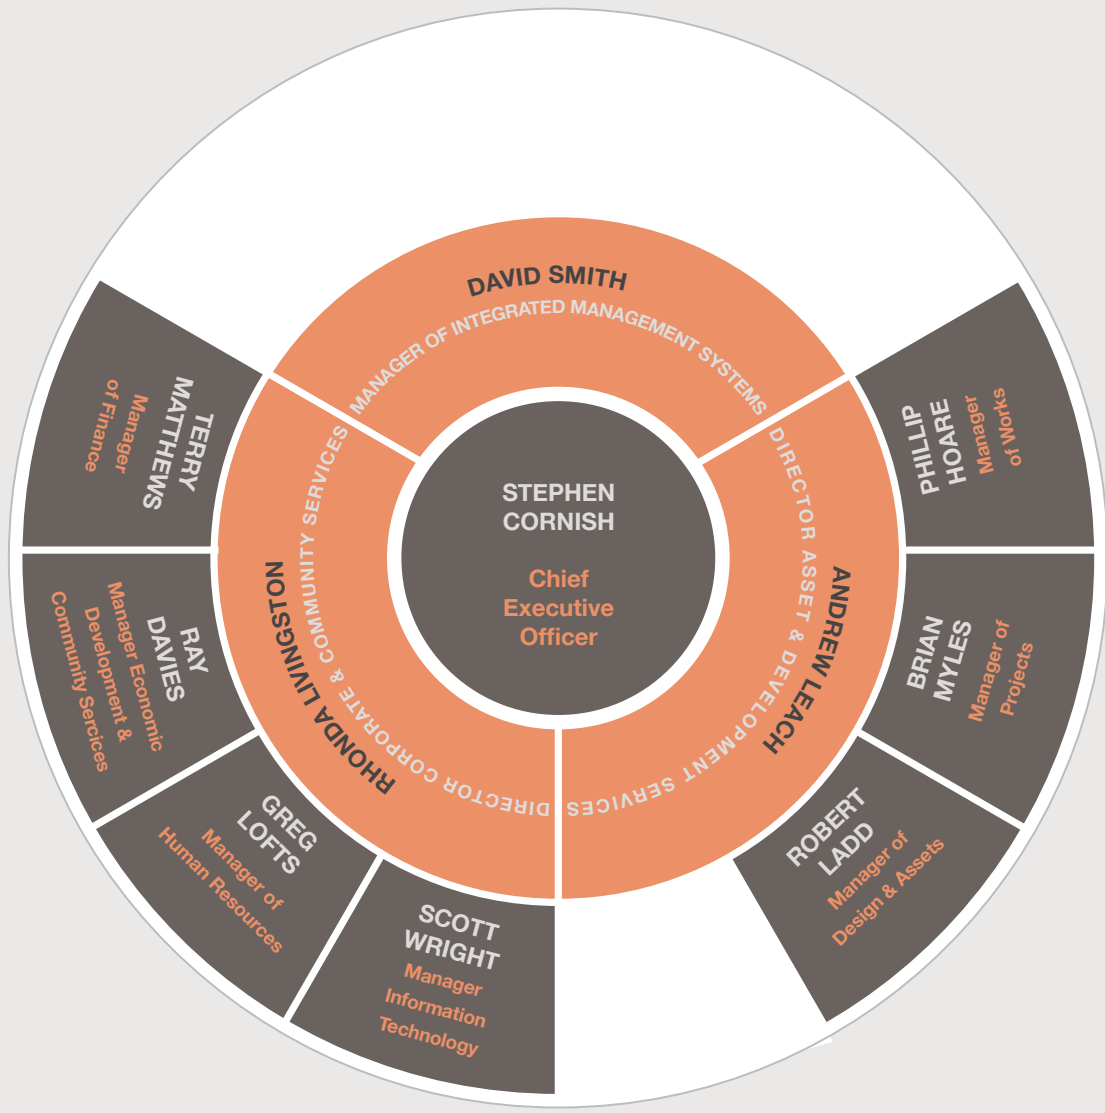 STEPHEN
CORNISH
Chief
Executive
Officer
DAVID SMITH
MANAGER OF INTEGRATED MANAGEMENT SYSTEMS
ANDREW LEACH
DIRECTOR ASSET & DEVELOPMENT SERVICES
RHONDA LIVINGSTON
DIRECTOR CORPORATE & COMMUNITY SERVICES
PHILLIP
HOARE
Manager
of Works
BRIAN
MYLES
Manager of
Projects
ROBERT
LADD
Manager of
Design & Assets
SCOTT
WRIGHT
Manager
Information
Technology
GREG
LOFTS
Manager of
Human Resources
RAY
DAVIES
Manager Economic
Development &
Community Sercices
TERRY
MATTHEWS
Manager
of Finance